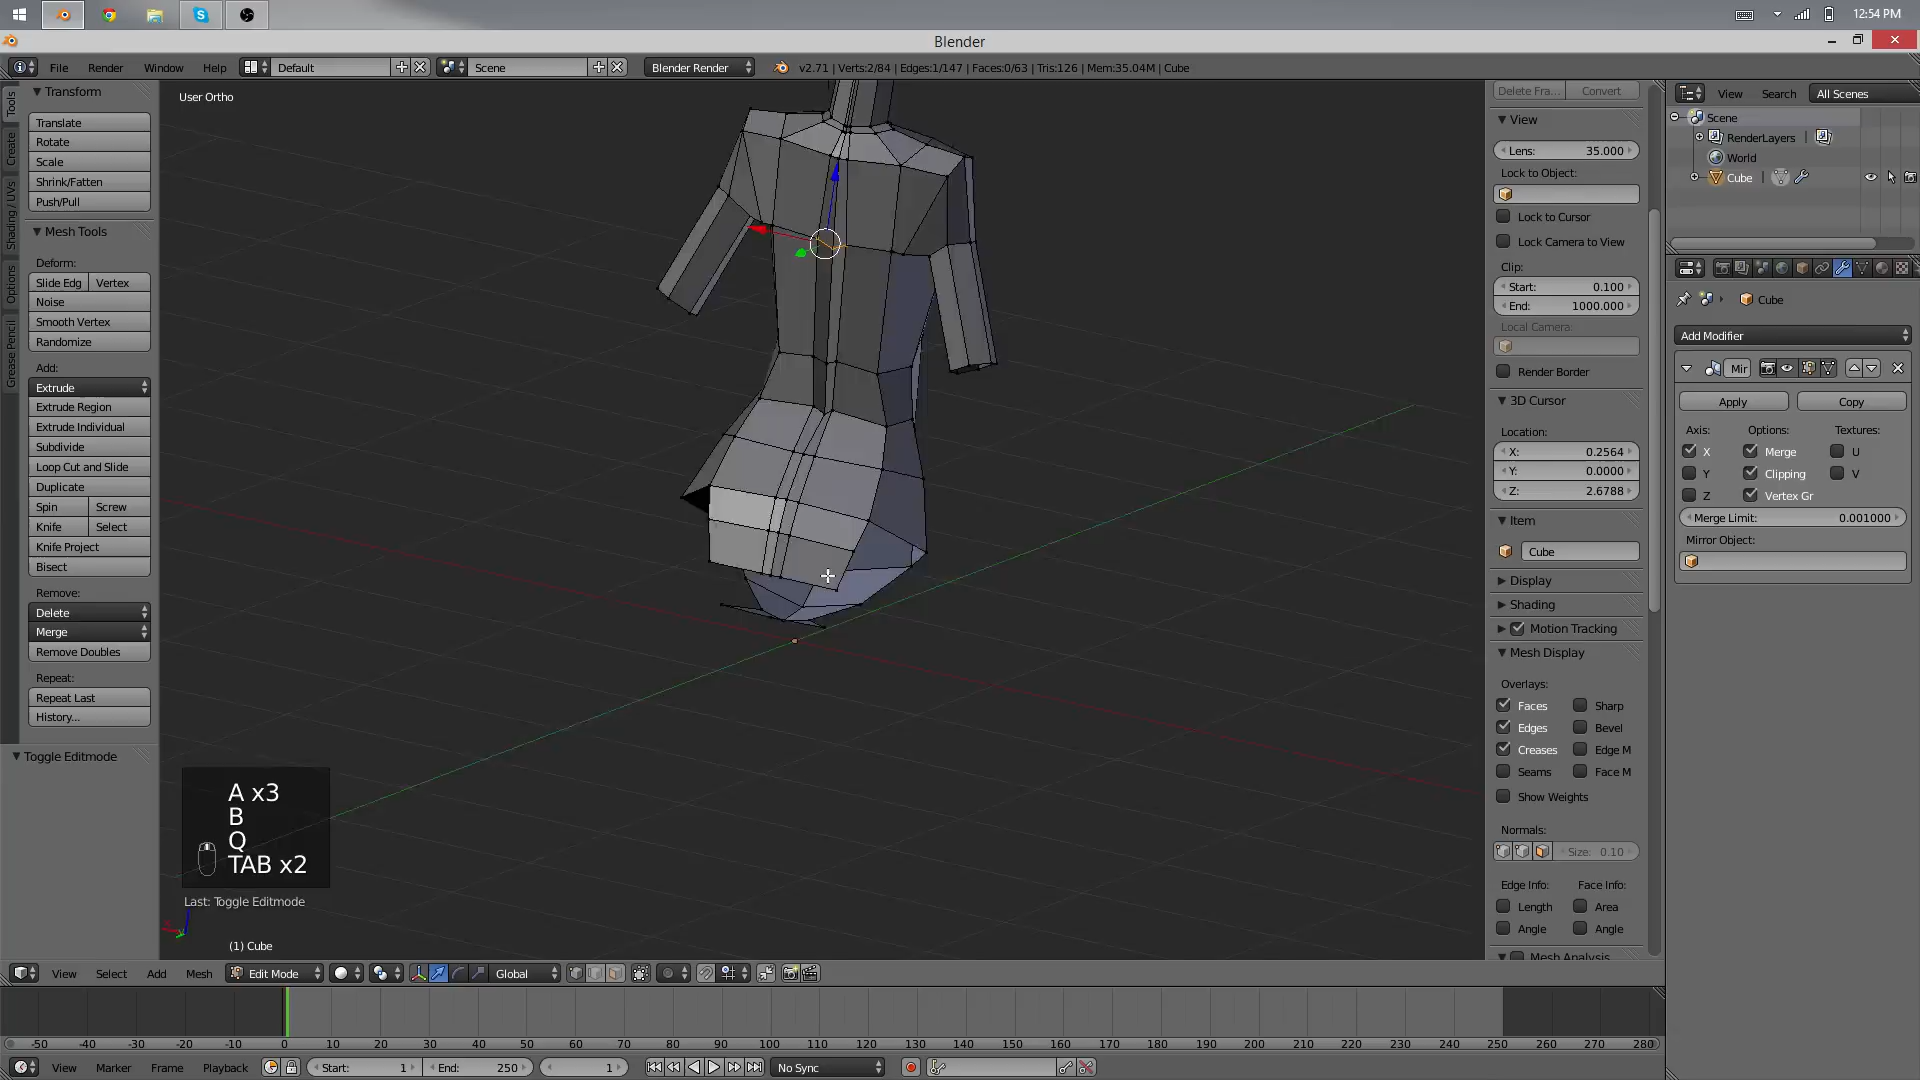 12:54 PM
Blender
File Render Window Help Default Scene Blender Render v2.71 | Verts:2/84 | Edges:1/147 | Faces:0/63 | Tris:126 | Mem:35.04M | Cube
Tools
Create
Shading / UVs
Options
Grease Pencil
Transform
Translate
Rotate
Scale
Shrink/Fatten
Push/Pull
Mesh Tools
Deform:
Slide Edg Vertex
Noise
Smooth Vertex
Randomize
Add:
Extrude
Extrude Region
Extrude Individual
Subdivide
Loop Cut and Slide
Duplicate
Spin Screw
Knife Select
Knife Project
Bisect
Remove:
Delete
Merge
Remove Doubles
Repeat:
Repeat Last
History...
Toggle Editmode
User Ortho
A x3
B
Q
TAB x2
Last: Toggle Editmode
(1) Cube
Delete Fra... Convert
View
Lens: 35.000
Lock to Object:
Lock to Cursor
Lock Camera to View
Clip:
Start: 0.100
End: 1000.000
Local Camera:
Render Border
3D Cursor
Location:
X: 0.2564
Y: 0.0000
Z: 2.6788
Item
Cube
Display
Shading
Motion Tracking
Mesh Display
Overlays:
Faces Sharp
Edges Bevel
Creases Edge M
Seams Face M
Show Weights
Normals:
Size: 0.10
Edge Info: Face Info:
Length Area
Angle Angle
Mesh Analysis
View Search All Scenes
Scene
RenderLayers
World
Cube
Cube
Add Modifier
Mir
Apply Copy
Axis: Options: Textures:
X Merge U
Y Clipping V
Z Vertex Gr
Merge Limit: 0.001000
Mirror Object:
View Select Add Mesh Edit Mode Global
-50 -40 -30 -20 -10 0 10 20 30 40 50 60 70 80 90 100 110 120 130 140 150 160 170 180 190 200 210 220 230 240 250 260 270 280
View Marker Frame Playback Start: 1 End: 250 1 No Sync